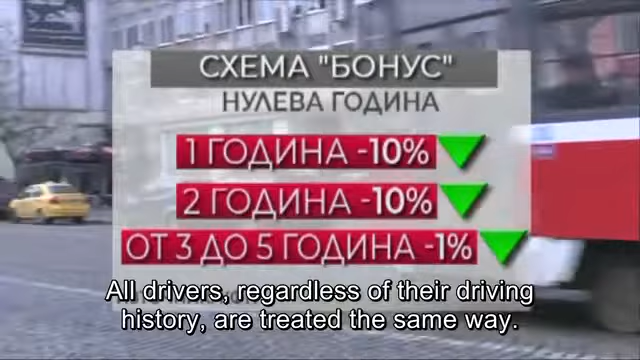 СХЕМА "БОНУС"
НУЛЕВА ГОДИНА
1 ГОДИНА -10%
2 ГОДИНА -10%
ОТ 3 ДО 5 ГОДИНА -1%
All drivers, regardless of their driving
history, are treated the same way.